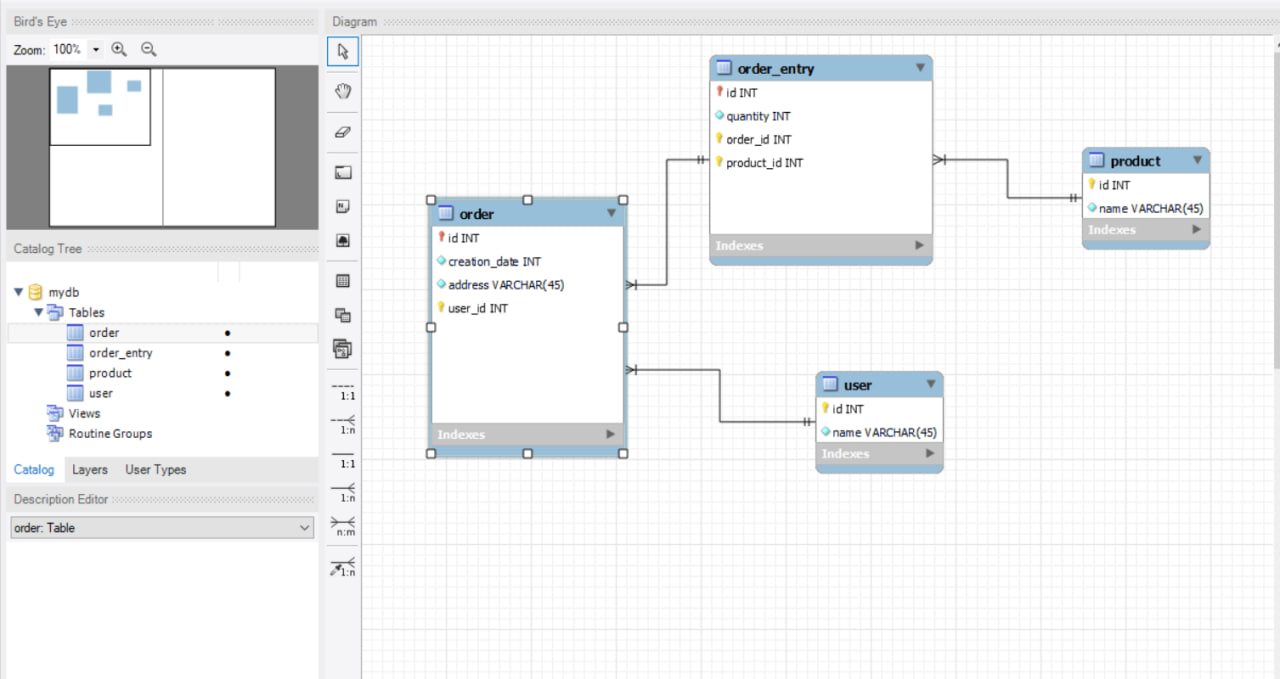 Bird's Eye
Zoom: 100%
Catalog Tree
mydb
Tables
order
order_entry
product
user
Views
Routine Groups
Catalog Layers User Types
Description Editor
order: Table
Diagram
1:1
1:n
1:1
1:n
n:m
1:n
order_entry
id INT
quantity INT
order_id INT
product_id INT
Indexes
product
id INT
name VARCHAR(45)
Indexes
order
id INT
creation_date INT
address VARCHAR(45)
user_id INT
Indexes
user
id INT
name VARCHAR(45)
Indexes